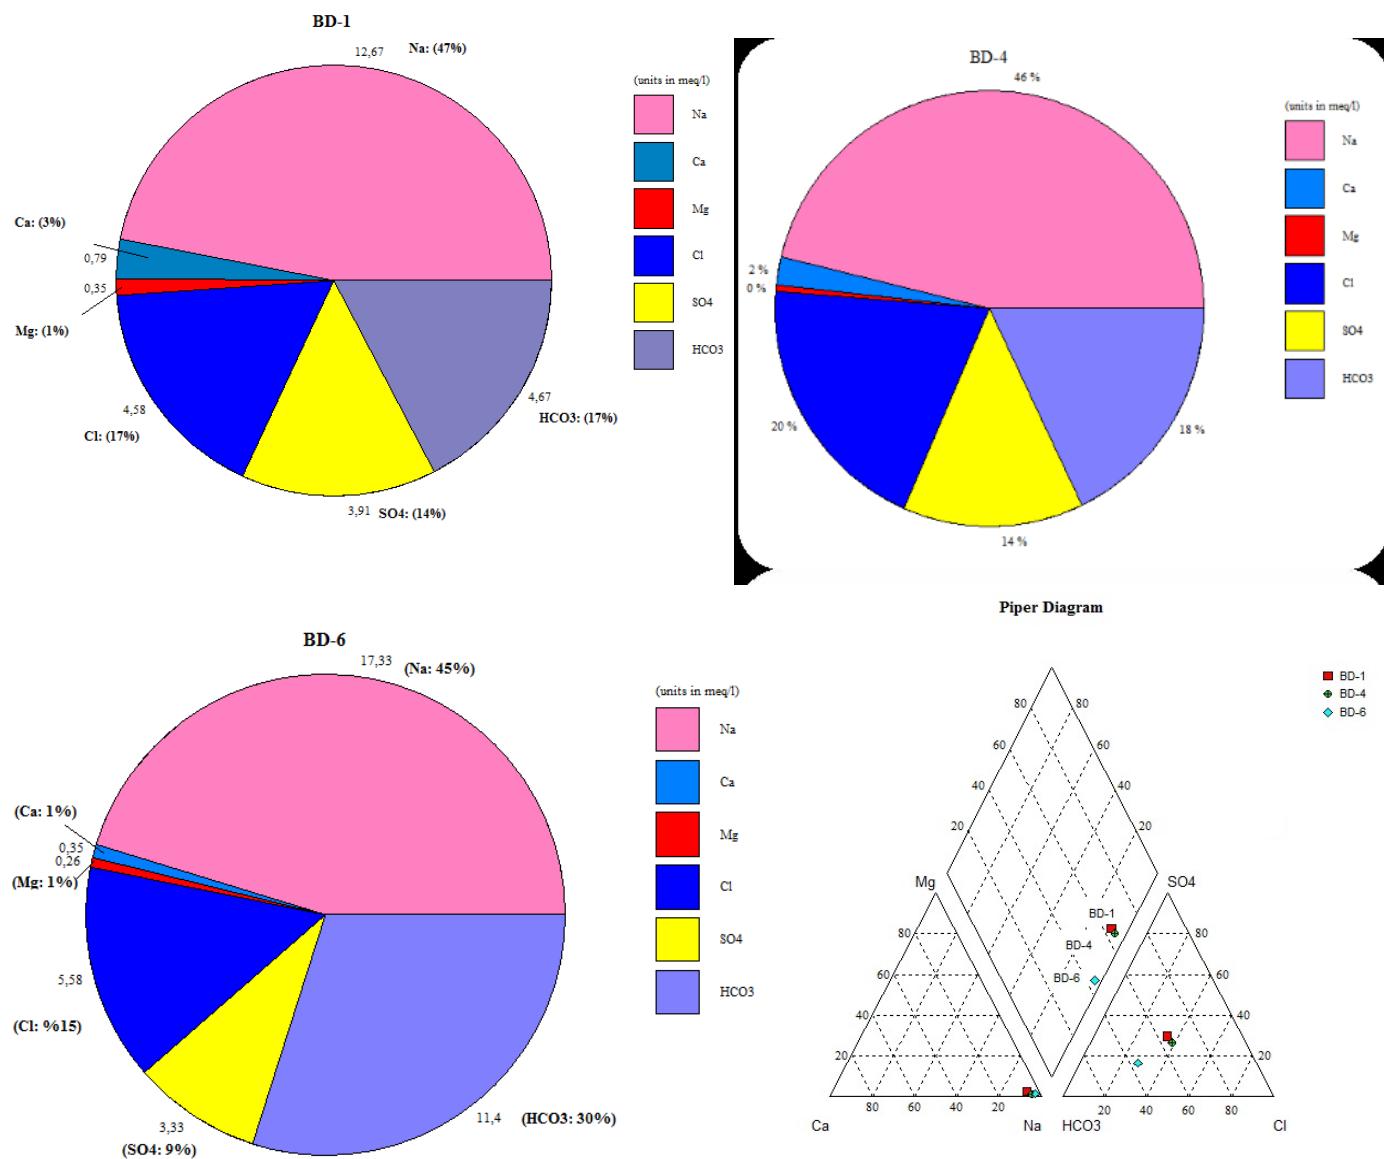 BD-1
12,67 Na: (47%)
(units in meq/l)
Na
Ca
Mg
Cl
SO4
HCO3
Ca: (3%)
0,79
0,35
Mg: (1%)
4,58
Cl: (17%)
3,91 SO4: (14%)
4,67
HCO3: (17%)
BD-4
46 %
(units in meq/l)
Na
Ca
Mg
Cl
SO4
HCO3
2 %
0 %
20 %
14 %
18 %
BD-6
17,33 (Na: 45%)
(units in meq/l)
Na
Ca
Mg
Cl
SO4
HCO3
(Ca: 1%)
0,35
0,26
(Mg: 1%)
5,58
(Cl: %15)
3,33
(SO4: 9%)
11,4 (HCO3: 30%)
Piper Diagram
BD-1
BD-4
BD-6
80 80
60 60
40 40
20 20
Mg SO4
BD-1
BD-4
BD-6
80 80
60 60
40 40
20 20
80 60 40 20 20 40 60 80
Ca Na HCO3 Cl